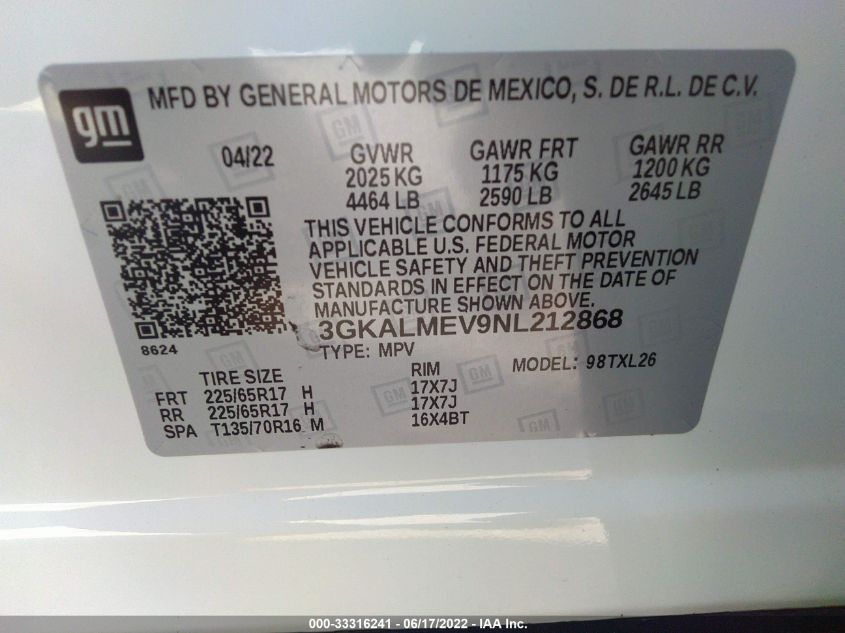 gm
MFD BY GENERAL MOTORS DE MEXICO, S. DE R.L. DE C.V.
04/22
GVWR
2025 KG
4464 LB
GAWR FRT
1175 KG
2590 LB
GAWR RR
1200 KG
2645 LB
THIS VEHICLE CONFORMS TO ALL
APPLICABLE U.S. FEDERAL MOTOR
VEHICLE SAFETY AND THEFT PREVENTION
STANDARDS IN EFFECT ON THE DATE OF
MANUFACTURE SHOWN ABOVE.
3GKALMEV9NL212868
8624
TYPE: MPV
MODEL: 98TXL26
TIRE SIZE RIM
FRT 225/65R17 H 17X7J
RR 225/65R17 H 17X7J
SPA T135/70R16 M 16X4BT
000-33316241 - 06/17/2022 - IAAI, Inc.